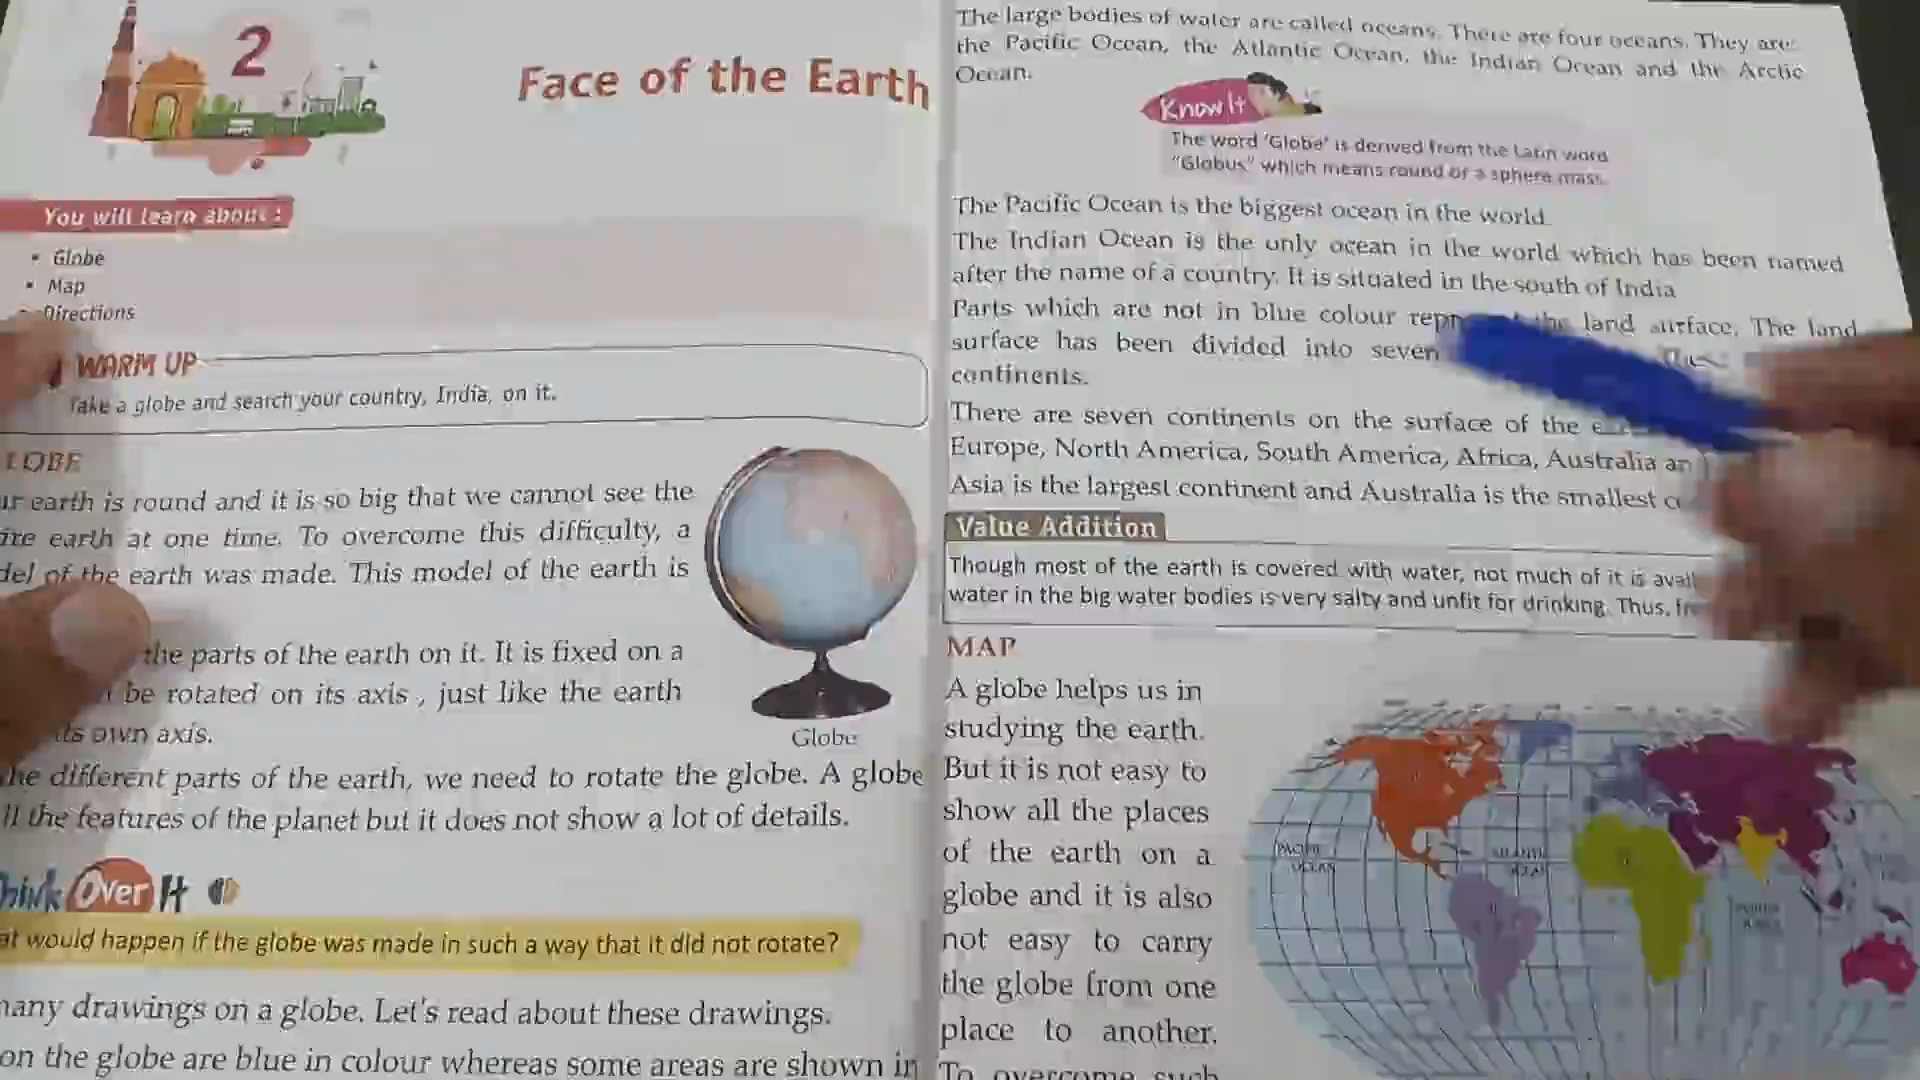 2
Face of the Earth
You will learn about :
• Globe
• Map
Directions
WARM UP
Take a globe and search your country, India, on it.
LOBE
ur earth is round and it is so big that we cannot see the
ire earth at one time. To overcome this difficulty, a
del of the earth was made. This model of the earth is
the parts of the earth on it. It is fixed on a
be rotated on its axis , just like the earth
its own axis.
Globe
he different parts of the earth, we need to rotate the globe. A globe
ll the features of the planet but it does not show a lot of details.
hink Over It
at would happen if the globe was made in such a way that it did not rotate?
many drawings on a globe. Let's read about these drawings.
on the globe are blue in colour whereas some areas are shown in
The large bodies of water are called oceans. There are four oceans. They are:
the Pacific Ocean, the Atlantic Ocean, the Indian Ocean and the Arctic
Ocean.
Know It
The word 'Globe' is derived from the Latin word
"Globus" which means round or a sphere mass.
The Pacific Ocean is the biggest ocean in the world.
The Indian Ocean is the only ocean in the world which has been named
after the name of a country. It is situated in the south of India
Parts which are not in blue colour the land surface. The land
surface has been divided into seven
continents.
There are seven continents on the surface of the
Europe, North America, South America, Africa, Australia an
Asia is the largest continent and Australia is the smallest
Value Addition
Though most of the earth is covered with water, not much of it is avail
water in the big water bodies is very salty and unfit for drinking. Thus, fre
MAP
A globe helps us in
studying the earth.
But it is not easy to
show all the places
of the earth on a
globe and it is also
not easy to carry
the globe from one
place to another.
To overcome such
PACIFIC
OCEAN